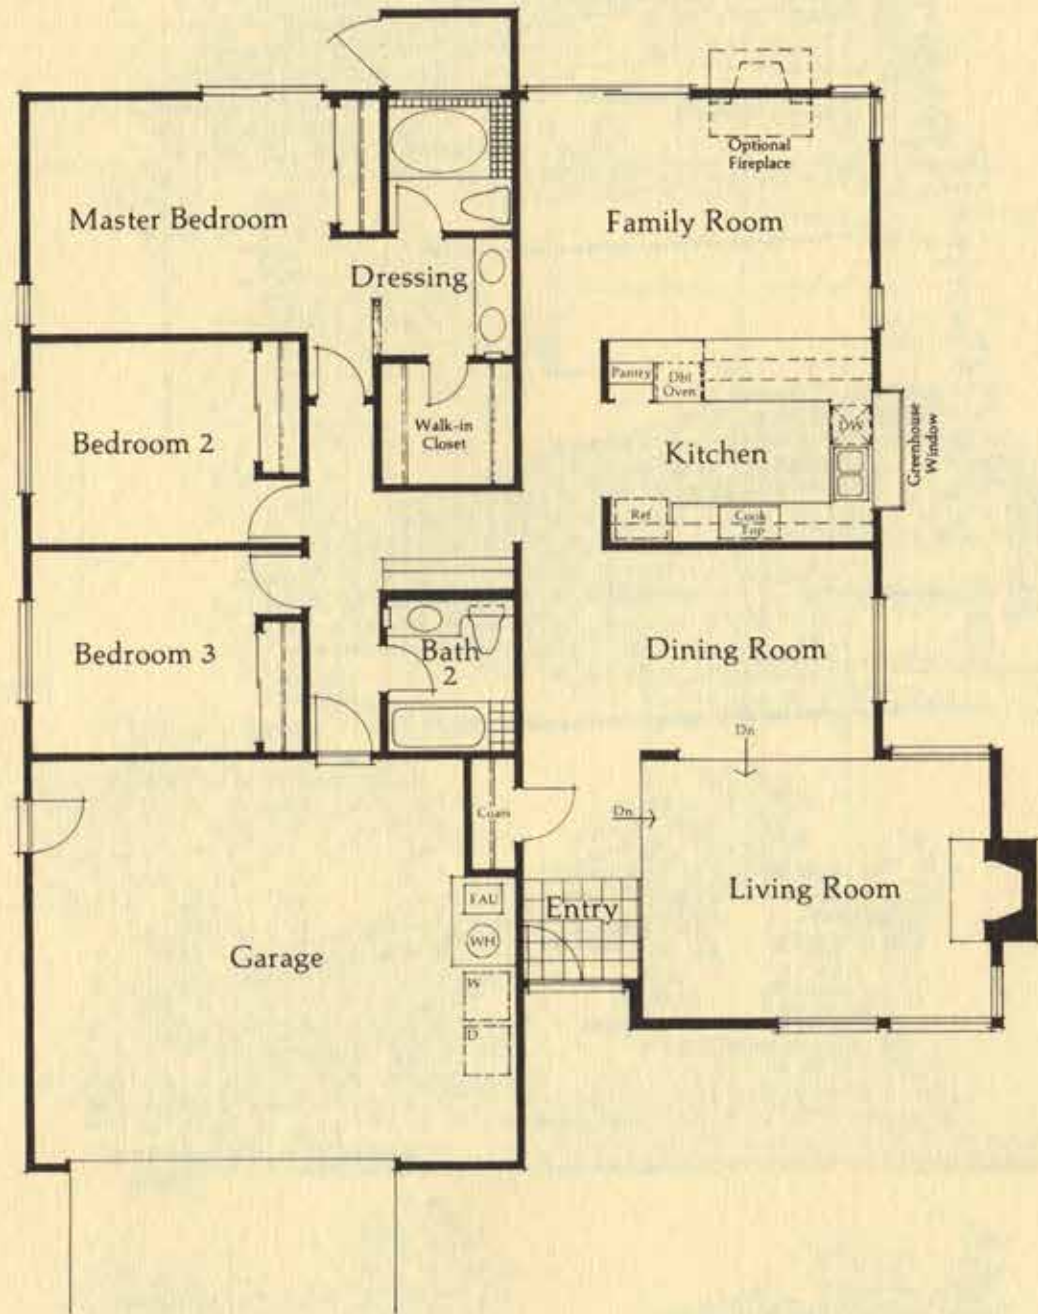 Optional
Fireplace
Master Bedroom
Family Room
Dressing
Pantry
Dbl
Oven
Walk-in
Closet
DW
Greenhouse
Window
Bedroom 2
Kitchen
Ref
Cook
Top
Bedroom 3
Bath
2
Dining Room
Dn
Coats
Dn
Living Room
FAU
Entry
WH
Garage
W
D